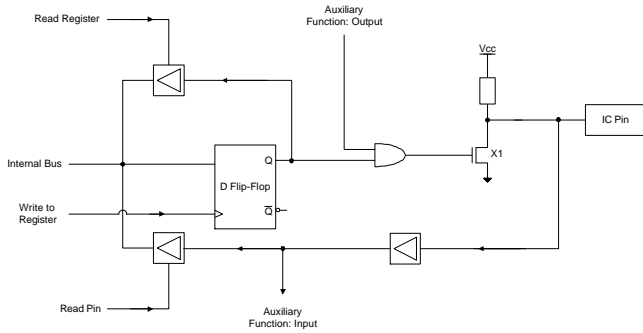 Auxiliary
Function: Output
Read Register
Vcc
IC Pin
Internal Bus
Q
X1
D Flip-Flop
Write to
Register
Q
Read Pin
Auxiliary
Function: Input